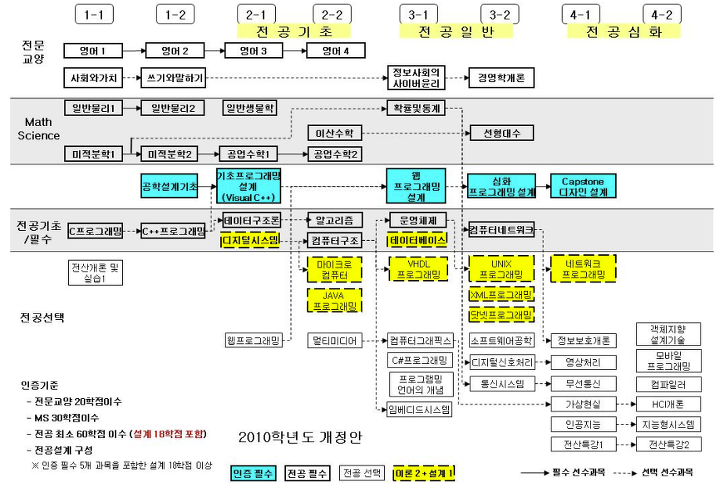 1-1 1-2 2-1 2-2 3-1 3-2 4-1 4-2
전 공 기 초 전 공 일 반 전 공 심 화
전문
교양
영어 1 영어 2 영어 3 영어 4
사회와가치 쓰기와말하기 정보사회의
사이버윤리 경영학개론
Math
Science
일반물리1 일반물리2 일반생물학 확률및통계
이산수학 선형대수
미적분학1 미적분학2 공업수학1 공업수학2
공학설계기초 기초프로그래밍
설계
(Visual C++) 웹
프로그래밍
설계 심화
프로그래밍 설계 Capstone
디자인 설계
전공기초
/필수
C프로그래밍 C++프로그래밍 데이터구조론 알고리즘 운영체제 컴퓨터네트워크
디지털시스템 컴퓨터구조 데이터베이스
전산개론 및
실습1
마이크로
컴퓨터 VHDL
프로그래밍 UNIX
프로그래밍 네트워크
프로그래밍
JAVA
프로그래밍 XML프로그래밍
닷넷프로그래밍
전공선택
웹프로그래밍 멀티미디어 컴퓨터그래픽스 소프트웨어공학 정보보호개론 객체지향
설계기술
C#프로그래밍 디지털신호처리 영상처리 모바일
프로그래밍
프로그램밍
언어의 개념 통신시스템 무선통신 컴파일러
임베디드시스템 가상현실 HCI개론
인공지능 지능형시스템
전산특강1 전산특강2
인증기준
- 전문교양 20학점이수
- MS 30학점이수
- 전공 최소 60학점 이수 (설계 18학점 포함)
- 전공설계 구성
※ 인증 필수 5개 과목을 포함한 설계 18학점 이상
2010학년도 개정안
인증 필수 전공 필수 전공 선택 이론 2 + 설계 1
필수 선수과목 선택 선수과목